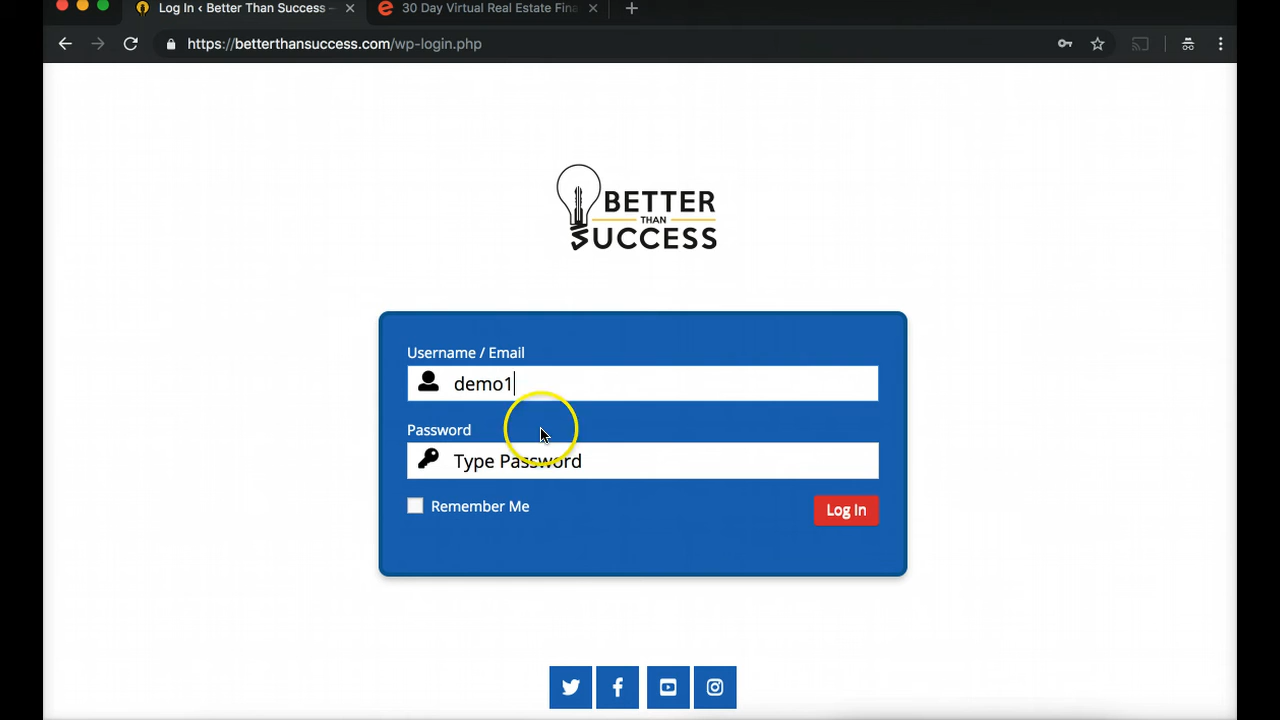 Log In ‹ Better Than Success —
30 Day Virtual Real Estate Fina
https://betterthansuccess.com/wp-login.php
BETTER
THAN
SUCCESS
Username / Email
demo1
Password
Type Password
Remember Me
Log In